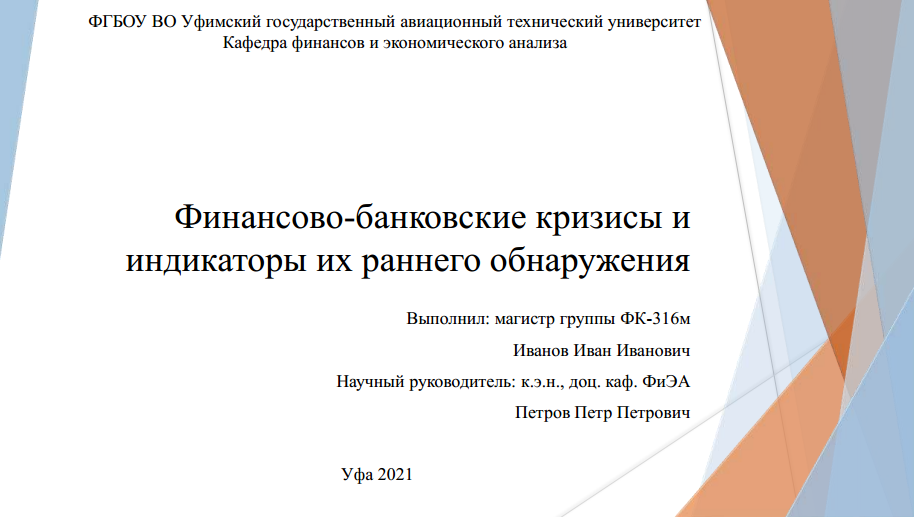 ФГБОУ ВО Уфимский государственный авиационный технический университет
Кафедра финансов и экономического анализа
Финансово-банковские кризисы и
индикаторы их раннего обнаружения
Выполнил: магистр группы ФК-316м
Иванов Иван Иванович
Научный руководитель: к.э.н., доц. каф. ФиЭА
Петров Петр Петрович
Уфа 2021